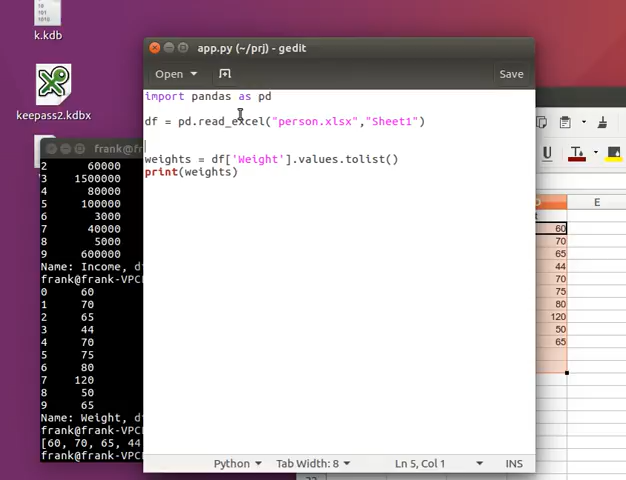 k.kdb
keepass2.kdbx
app.py (~/prj) - gedit
Open
Save
import pandas as pd
df = pd.read_excel("person.xlsx","Sheet1")
weights = df['Weight'].values.tolist()
print(weights)
Python
Tab Width: 8
Ln 5, Col 1
INS
frank@fr
2 60000
3 1500000
4 80000
5 100000
6 3000
7 40000
8 5000
9 600000
Name: Income, d
frank@frank-VPC
0 60
1 70
2 65
3 44
4 70
5 75
6 80
7 120
8 50
9 65
Name: Weight, d
frank@frank-VPC
[60, 70, 65, 44
frank@frank-VPC
U
E
60
70
65
44
70
75
80
120
50
65